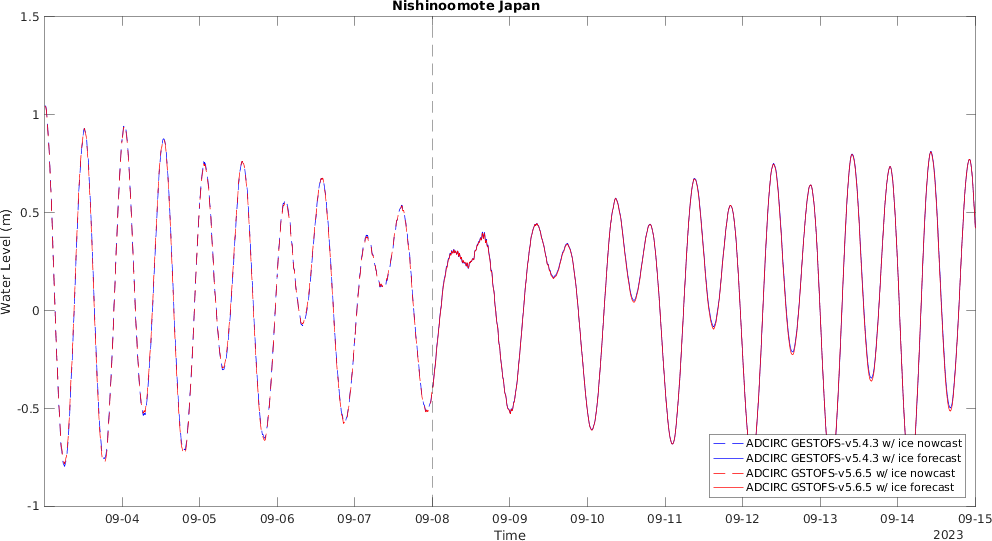 Nishinoomote Japan
1.5
1
0.5
0
-0.5
-1
Water Level (m)
09-04 09-05 09-06 09-07 09-08 09-09 09-10 09-11 09-12 09-13 09-14 09-15
Time
2023
ADCIRC GESTOFS-v5.4.3 w/ ice nowcast
ADCIRC GESTOFS-v5.4.3 w/ ice forecast
ADCIRC GSTOFS-v5.6.5 w/ ice nowcast
ADCIRC GSTOFS-v5.6.5 w/ ice forecast